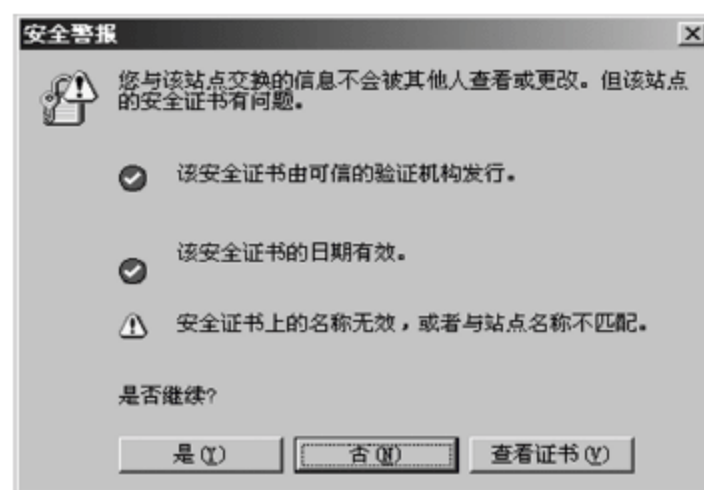 安全警报
您与该站点交换的信息不会被其他人查看或更改。但该站点
的安全证书有问题。
该安全证书由可信的验证机构发行。
该安全证书的日期有效。
安全证书上的名称无效，或者与站点名称不匹配。
是否继续?
是(Y) 否(N) 查看证书(V)